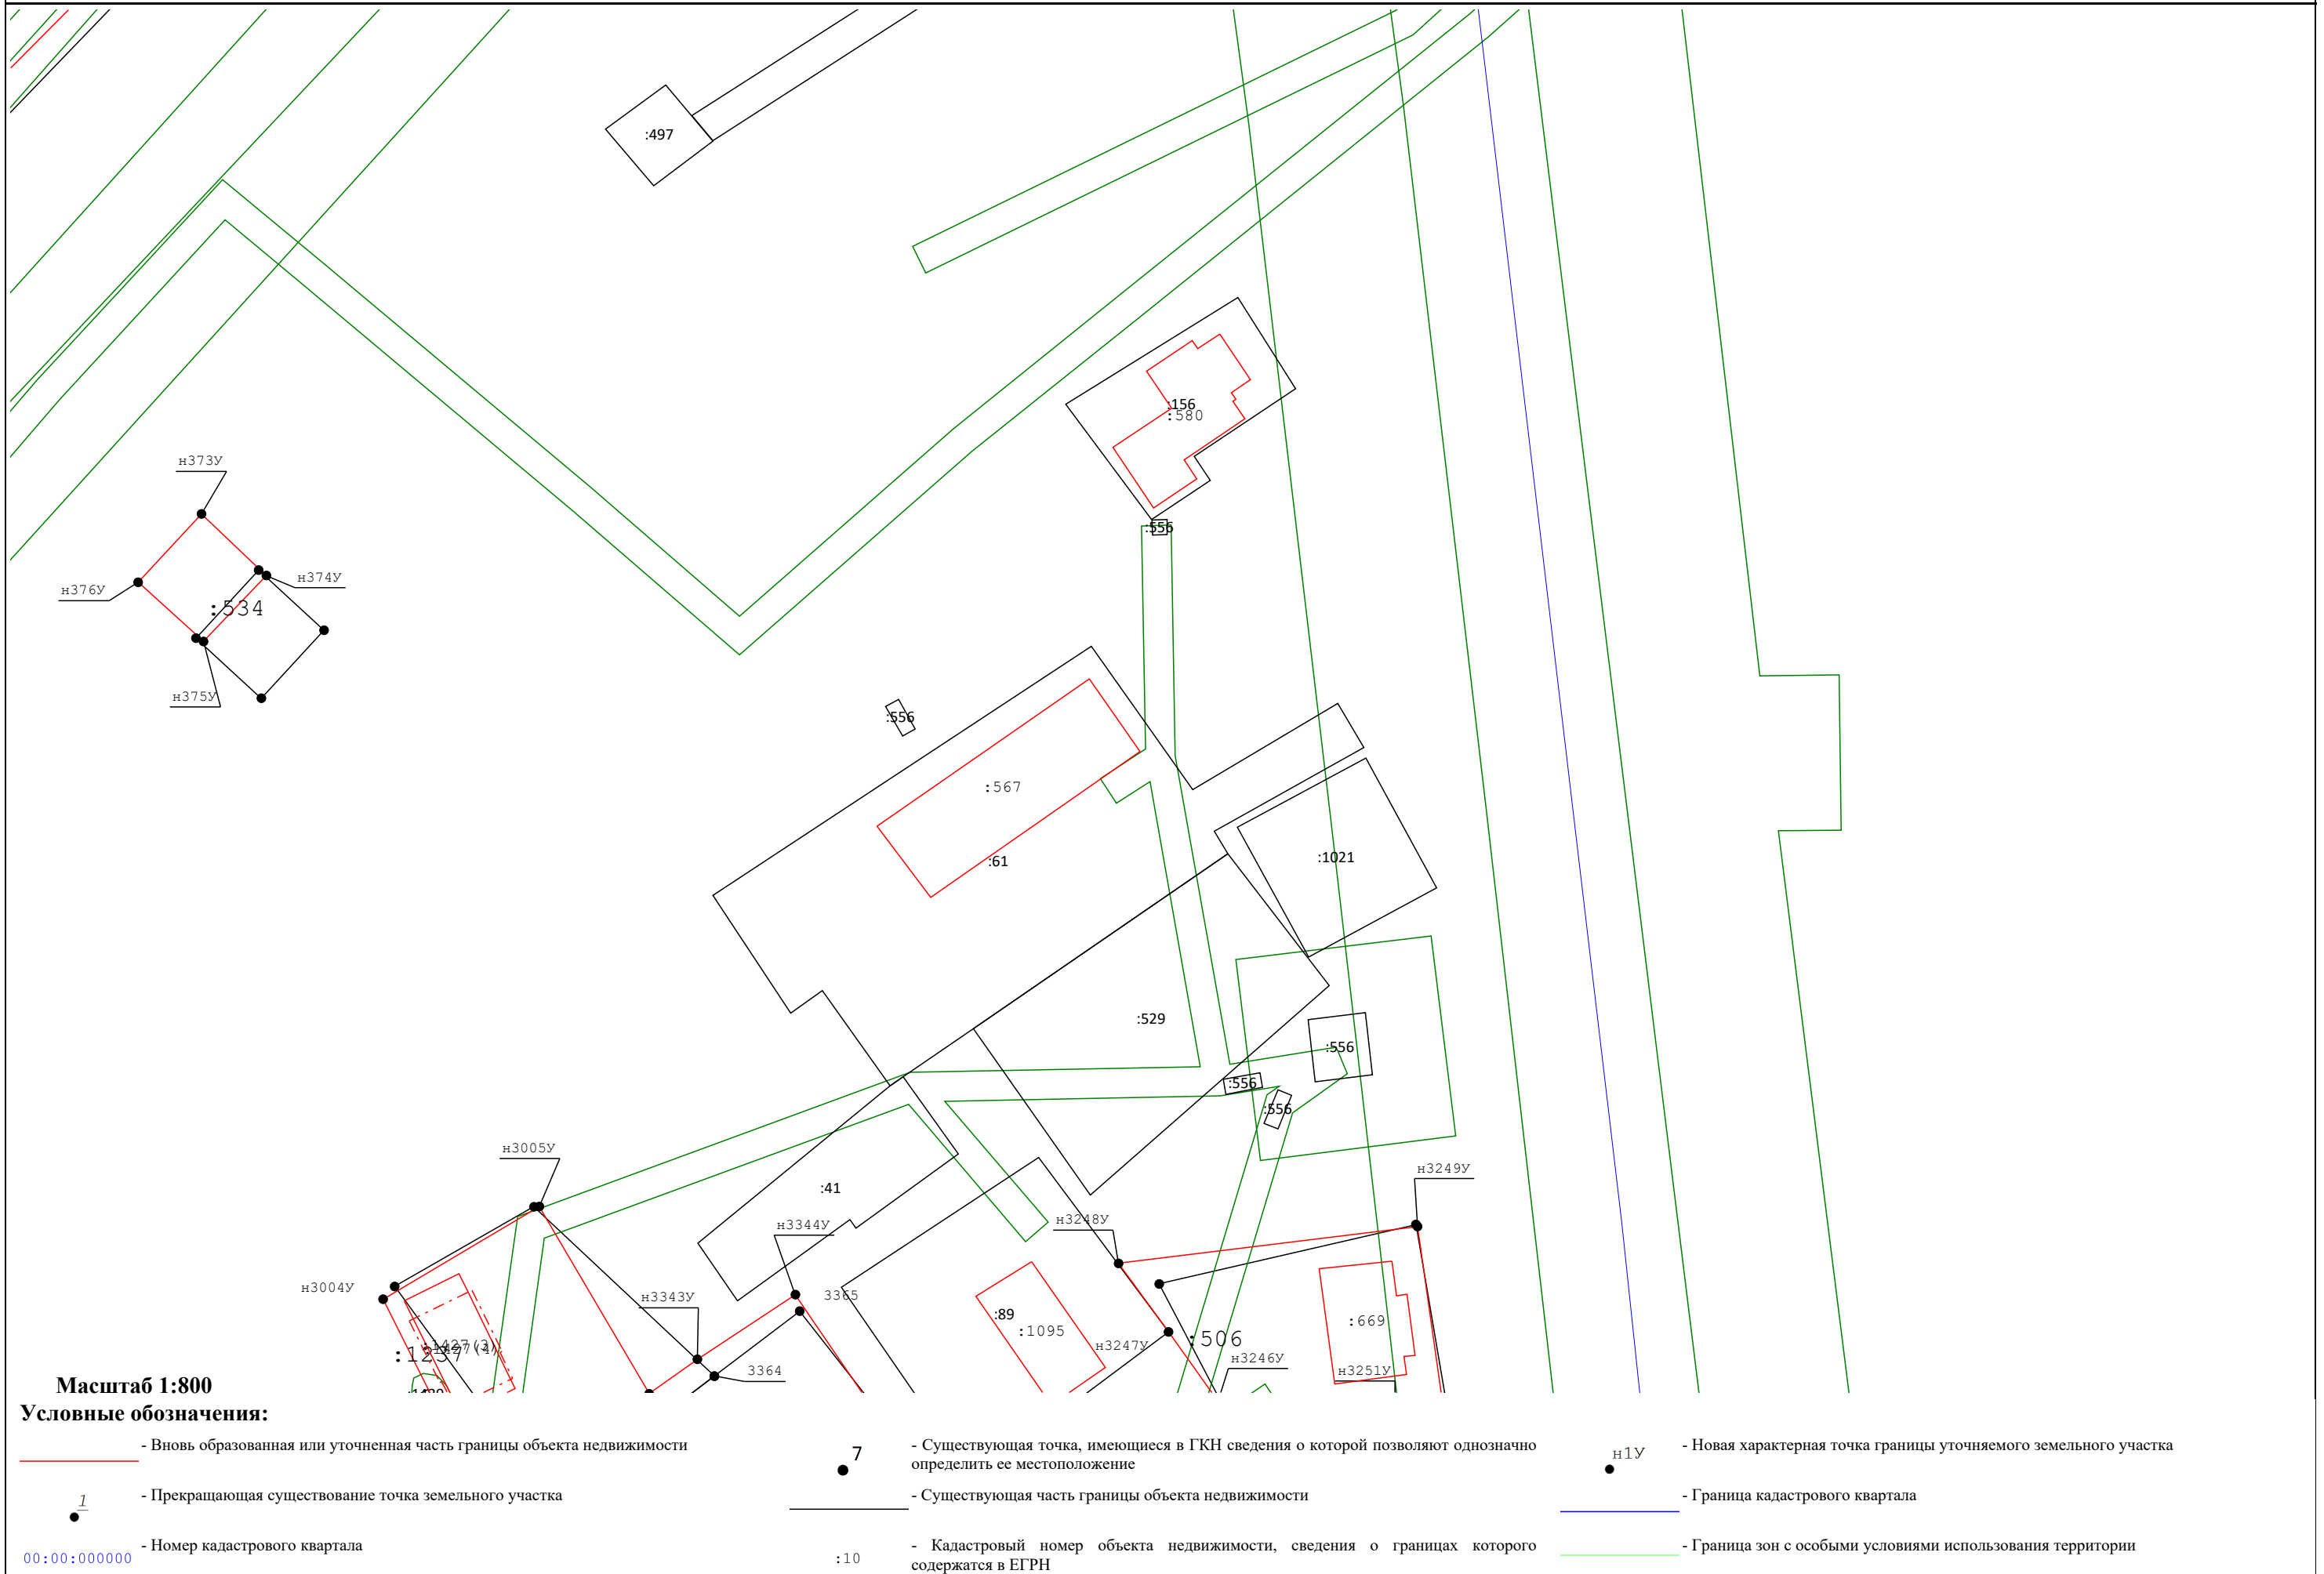 :497
:156
:580
н373У
:556
н374У
н376У
:534
н375У
:556
:567
:61
:1021
:529
:556
:556
:556
н3005У
н3249У
:41
н3248У
н3344У
н3004У
н3343У
3365
:89
:1095
н3247У
:669
:506
н3246У
3364
н3251У
Масштаб 1:800
Условные обозначения:
- Вновь образованная или уточненная часть границы объекта недвижимости
7
- Существующая точка, имеющиеся в ГКН сведения о которой позволяют однозначно
определить ее местоположение
н1У
- Новая характерная точка границы уточняемого земельного участка
1
- Прекращающая существование точка земельного участка
- Существующая часть границы объекта недвижимости
- Граница кадастрового квартала
00:00:000000
- Номер кадастрового квартала
:10
- Кадастровый номер объекта недвижимости, сведения о границах которого
содержатся в ЕГРН
- Граница зон с особыми условиями использования территории